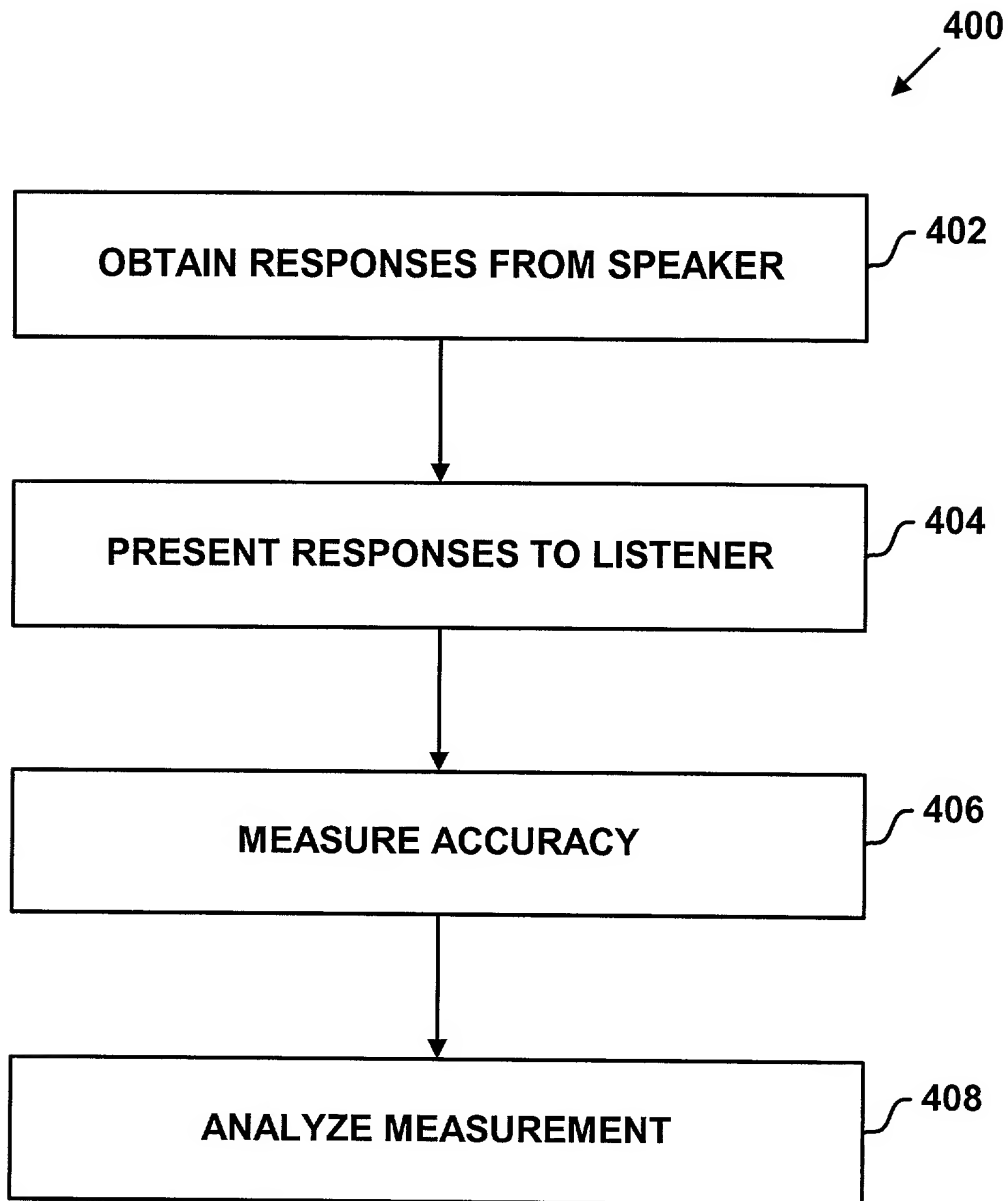 400
OBTAIN RESPONSES FROM SPEAKER
402
PRESENT RESPONSES TO LISTENER
404
MEASURE ACCURACY
406
ANALYZE MEASUREMENT
408